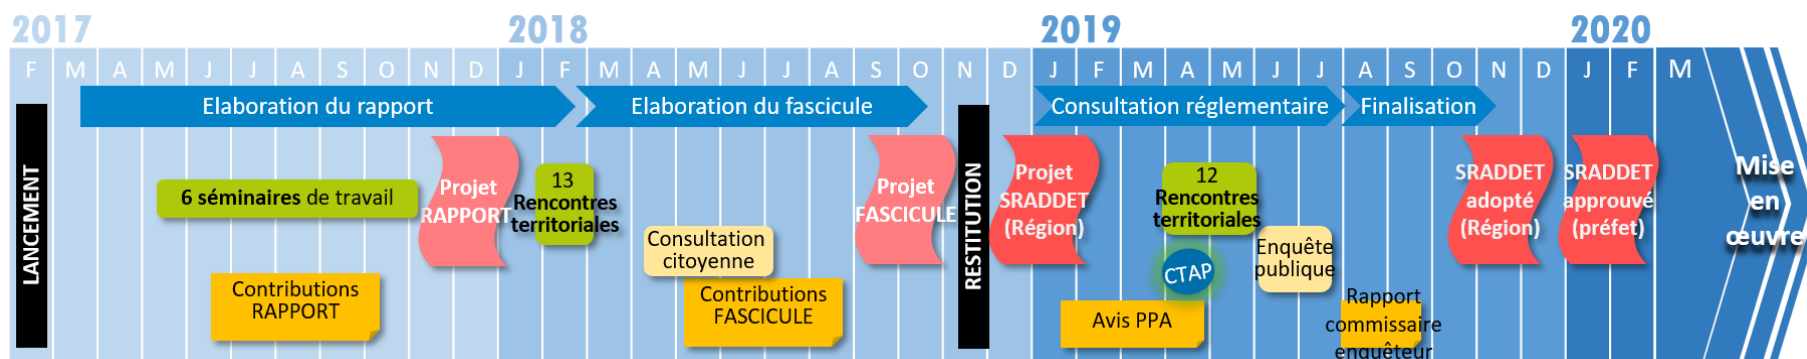 2017 2018 2019 2020
F M A M J J A S O N D J F M A M J J A S O N D J F M A M J J A S O N D J F M
Elaboration du rapport
Elaboration du fascicule
Consultation réglementaire
Finalisation
LANCEMENT
6 séminaires de travail
Contributions
RAPPORT
Projet
RAPPORT
13
Rencontres
territoriales
Consultation
citoyenne
Contributions
FASCICULE
Projet
FASCICULE
RESTITUTION
Projet
SRADDET
(Région)
12
Rencontres
territoriales
CTAP
Avis PPA
Enquête
publique
Rapport
commissaire
enquêteur
SRADDET
adopté
(Région)
SRADDET
approuvé
(préfet)
Mise
en
œuvre